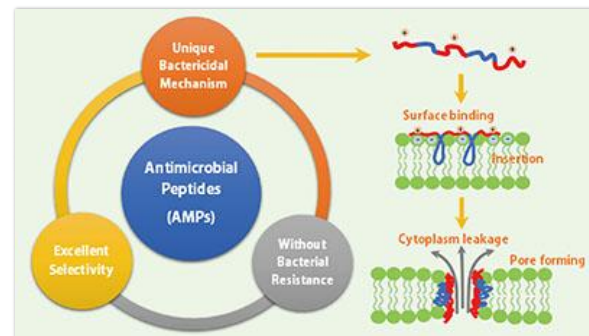 Unique
Bactericidal
Mechanism
Antimicrobial
Peptides
(AMPs)
Excellent
Selectivity
Without
Bacterial
Resistance
Surface binding
Insertion
Cytoplasm leakage
Pore forming